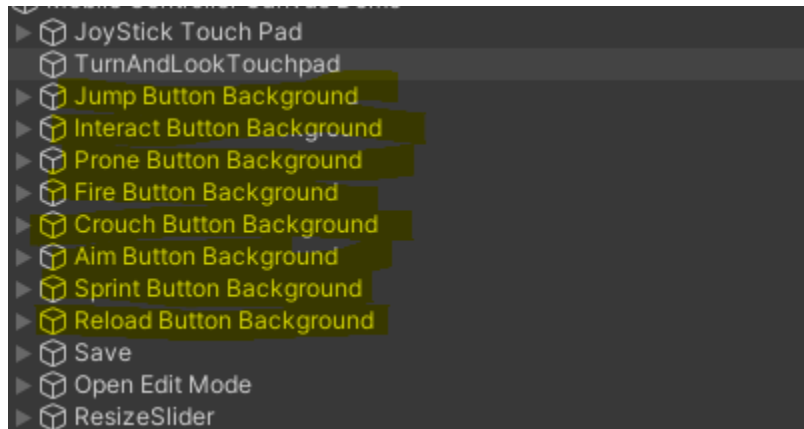 JoyStick Touch Pad
TurnAndLookTouchpad
Jump Button Background
Interact Button Background
Prone Button Background
Fire Button Background
Crouch Button Background
Aim Button Background
Sprint Button Background
Reload Button Background
Save
Open Edit Mode
ResizeSlider